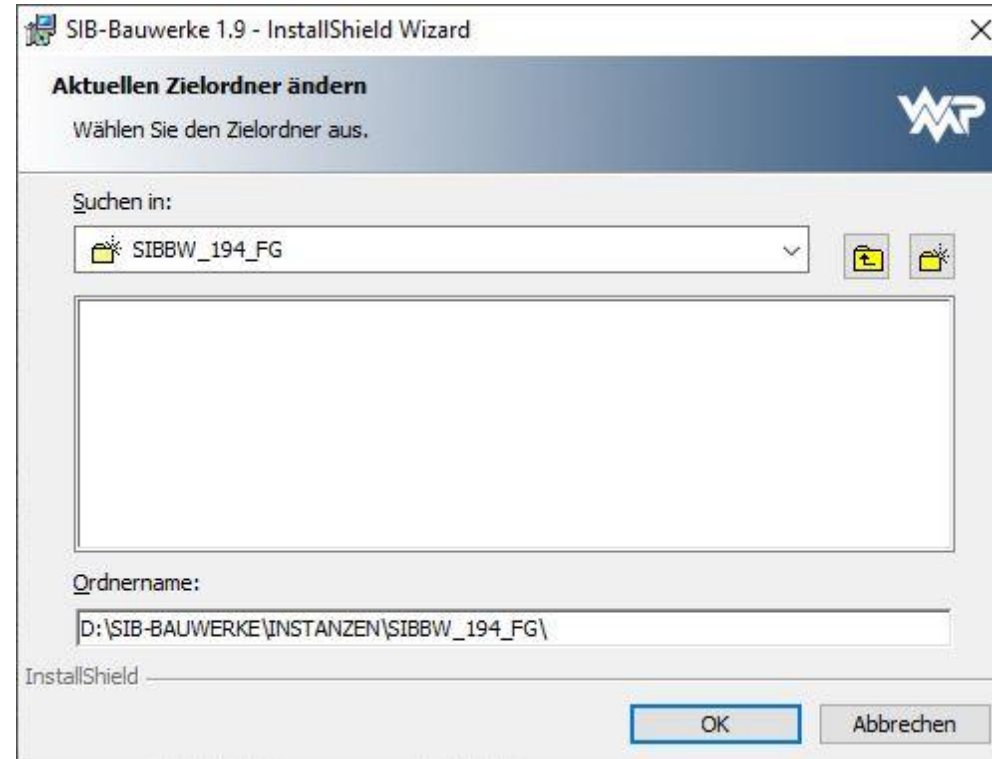 SIB-Bauwerke 1.9 - InstallShield Wizard
Aktuellen Zielordner ändern
Wählen Sie den Zielordner aus.
WMP
Suchen in:
SIBBW_194_FG
Ordnername:
D:\SIB-BAUWERKE\INSTANZEN\SIBBW_194_FG\
InstallShield
OK
Abbrechen